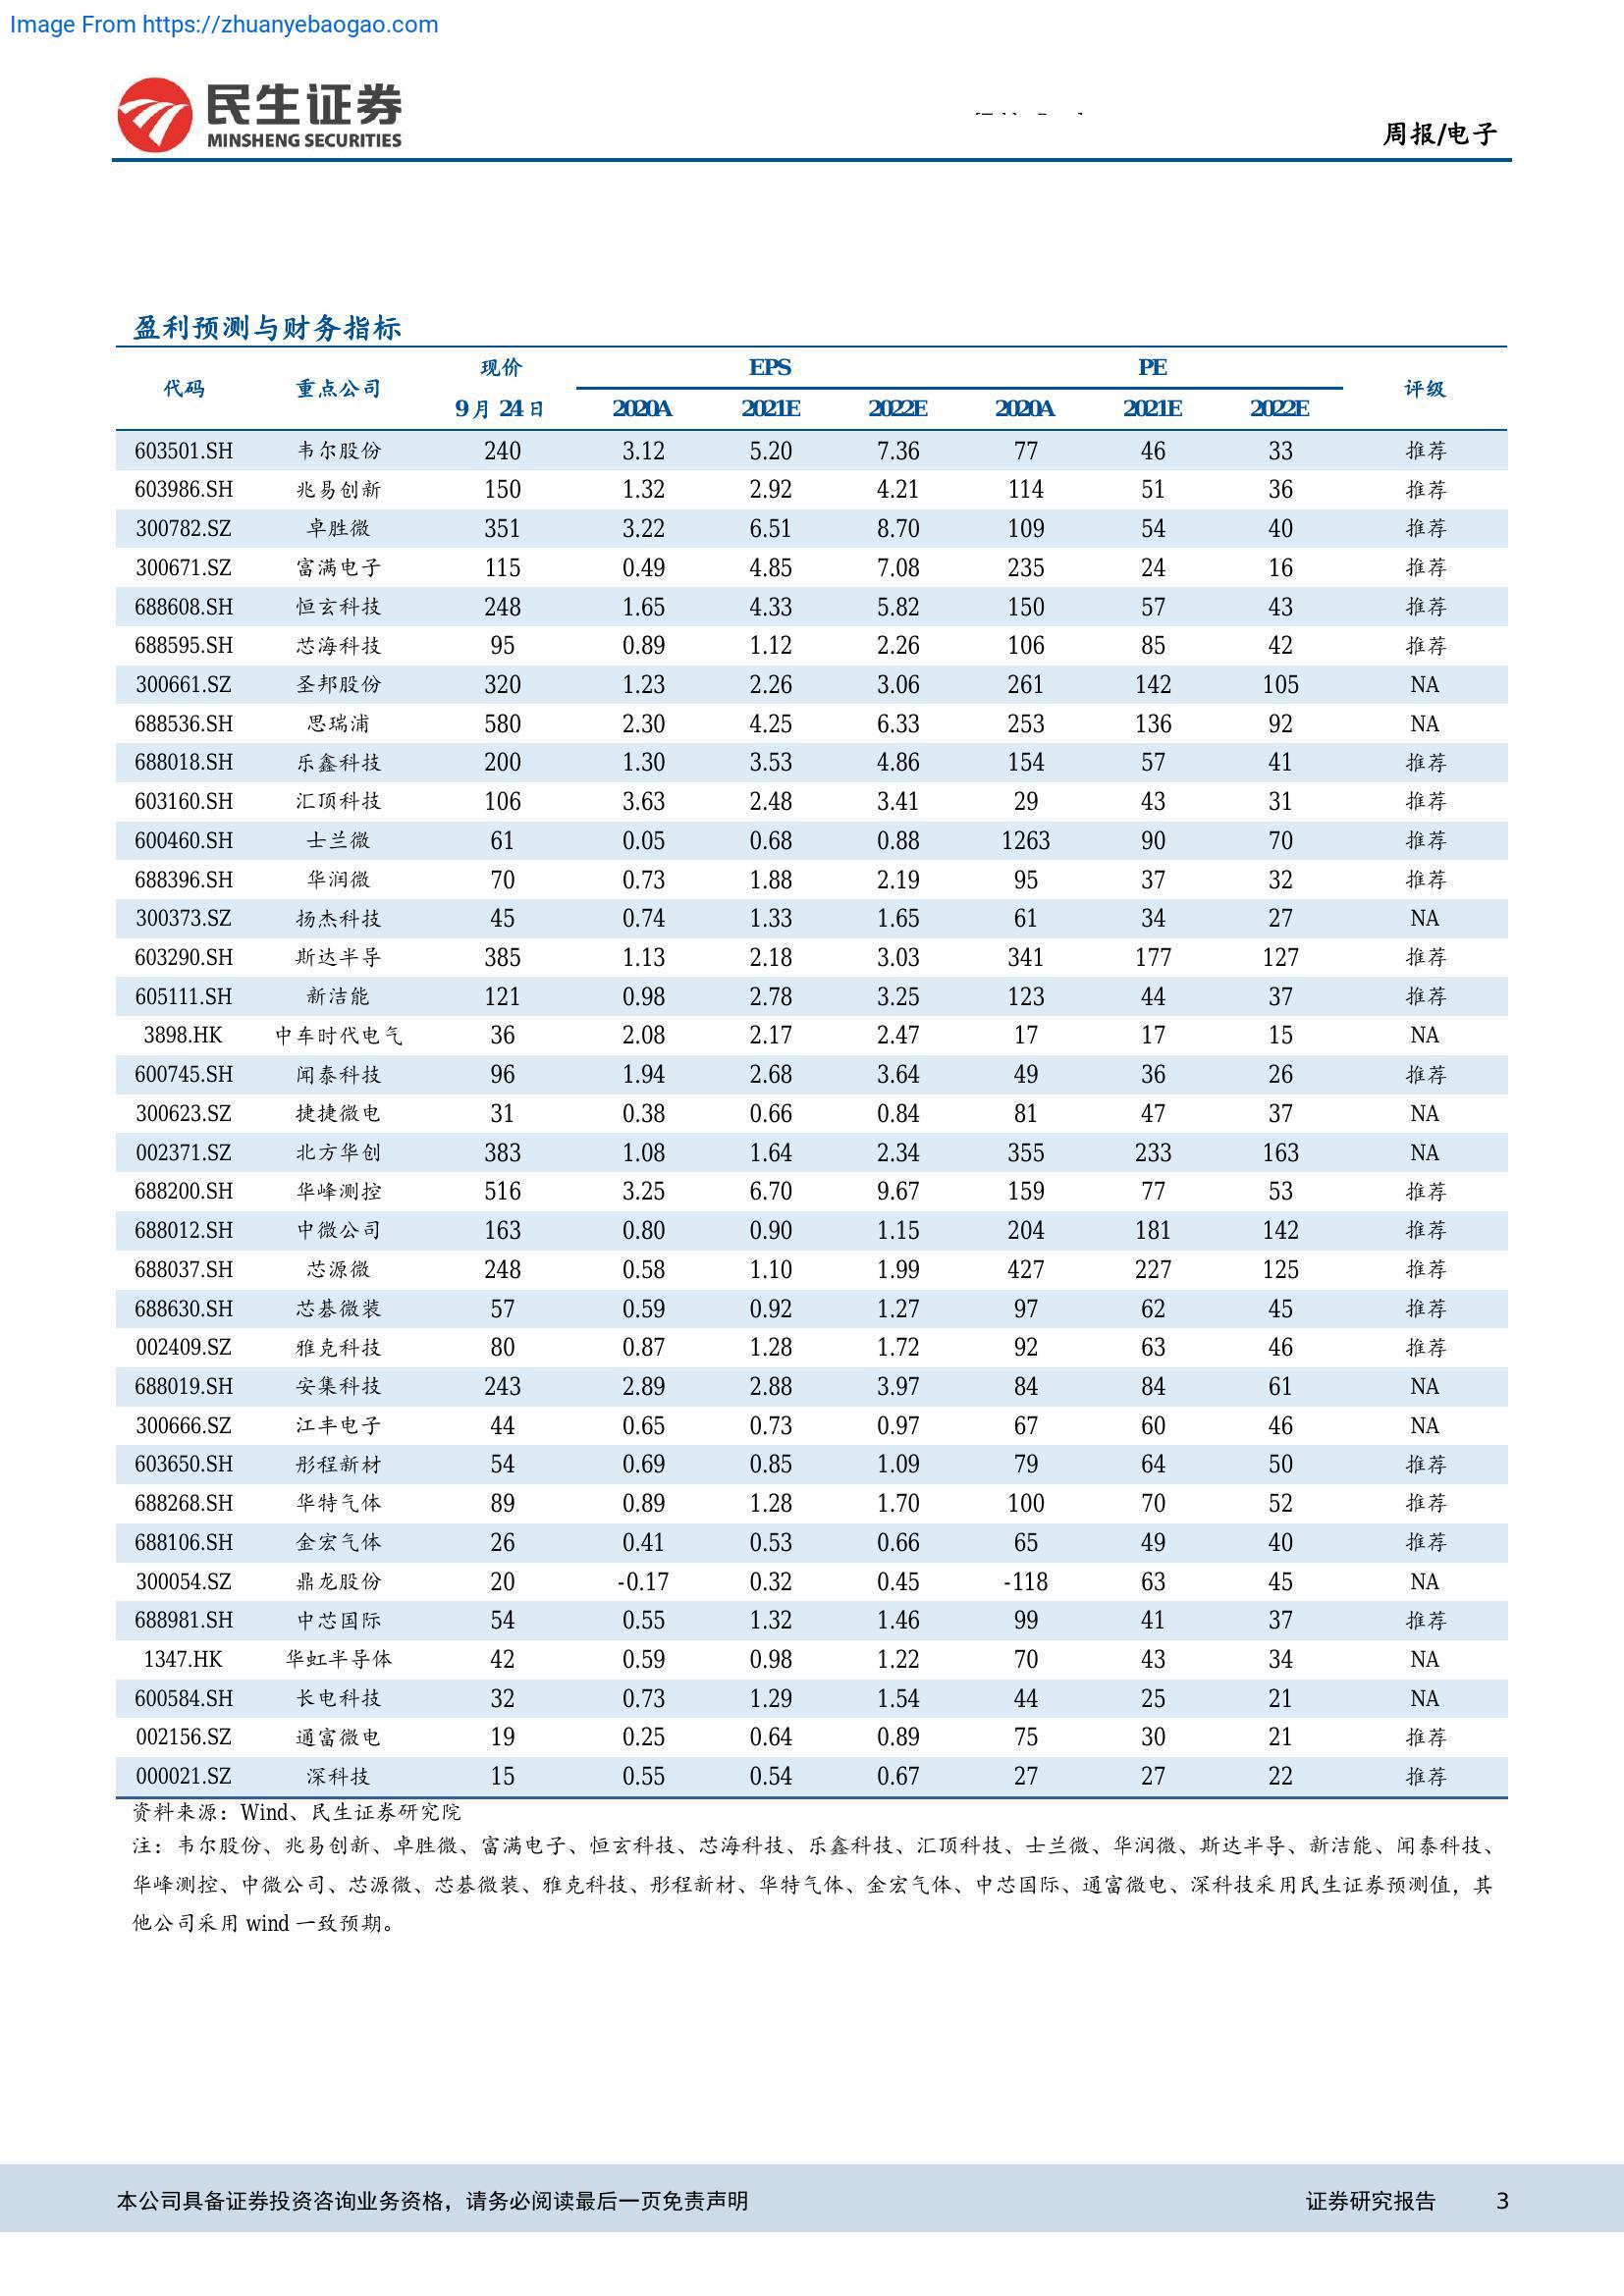 Image From https://zhuanyebaogao.com
民生证券
MINSHENG SECURITIES
周报/电子
盈利预测与财务指标
代码 重点公司 现价 EPS PE 评级
9月24日 2020A 2021E 2022E 2020A 2021E 2022E
603501.SH 韦尔股份 240 3.12 5.20 7.36 77 46 33 推荐
603986.SH 兆易创新 150 1.32 2.92 4.21 114 51 36 推荐
300782.SZ 卓胜微 351 3.22 6.51 8.70 109 54 40 推荐
300671.SZ 富满电子 115 0.49 4.85 7.08 235 24 16 推荐
688608.SH 恒玄科技 248 1.65 4.33 5.82 150 57 43 推荐
688595.SH 芯海科技 95 0.89 1.12 2.26 106 85 42 推荐
300661.SZ 圣邦股份 320 1.23 2.26 3.06 261 142 105 NA
688536.SH 思瑞浦 580 2.30 4.25 6.33 253 136 92 NA
688018.SH 乐鑫科技 200 1.30 3.53 4.86 154 57 41 推荐
603160.SH 汇顶科技 106 3.63 2.48 3.41 29 43 31 推荐
600460.SH 士兰微 61 0.05 0.68 0.88 1263 90 70 推荐
688396.SH 华润微 70 0.73 1.88 2.19 95 37 32 推荐
300373.SZ 扬杰科技 45 0.74 1.33 1.65 61 34 27 NA
603290.SH 斯达半导 385 1.13 2.18 3.03 341 177 127 推荐
605111.SH 新洁能 121 0.98 2.78 3.25 123 44 37 推荐
3898.HK 中车时代电气 36 2.08 2.17 2.47 17 17 15 NA
600745.SH 闻泰科技 96 1.94 2.68 3.64 49 36 26 推荐
300623.SZ 捷捷微电 31 0.38 0.66 0.84 81 47 37 NA
002371.SZ 北方华创 383 1.08 1.64 2.34 355 233 163 NA
688200.SH 华峰测控 516 3.25 6.70 9.67 159 77 53 推荐
688012.SH 中微公司 163 0.80 0.90 1.15 204 181 142 推荐
688037.SH 芯源微 248 0.58 1.10 1.99 427 227 125 推荐
688630.SH 芯碁微装 57 0.59 0.92 1.27 97 62 45 推荐
002409.SZ 雅克科技 80 0.87 1.28 1.72 92 63 46 推荐
688019.SH 安集科技 243 2.89 2.88 3.97 84 84 61 NA
300666.SZ 江丰电子 44 0.65 0.73 0.97 67 60 46 NA
603650.SH 彤程新材 54 0.69 0.85 1.09 79 64 50 推荐
688268.SH 华特气体 89 0.89 1.28 1.70 100 70 52 推荐
688106.SH 金宏气体 26 0.41 0.53 0.66 65 49 40 推荐
300054.SZ 鼎龙股份 20 -0.17 0.32 0.45 -118 63 45 NA
688981.SH 中芯国际 54 0.55 1.32 1.46 99 41 37 推荐
1347.HK 华虹半导体 42 0.59 0.98 1.22 70 43 34 NA
600584.SH 长电科技 32 0.73 1.29 1.54 44 25 21 NA
002156.SZ 通富微电 19 0.25 0.64 0.89 75 30 21 推荐
000021.SZ 深科技 15 0.55 0.54 0.67 27 27 22 推荐
资料来源：Wind、民生证券研究院
注：韦尔股份、兆易创新、卓胜微、富满电子、恒玄科技、芯海科技、乐鑫科技、汇顶科技、士兰微、华润微、斯达半导、新洁能、闻泰科技、
华峰测控、中微公司、芯源微、芯碁微装、雅克科技、彤程新材、华特气体、金宏气体、中芯国际、通富微电、深科技采用民生证券预测值，其
他公司采用 wind 一致预期。
本公司具备证券投资咨询业务资格，请务必阅读最后一页免责声明 证券研究报告 3